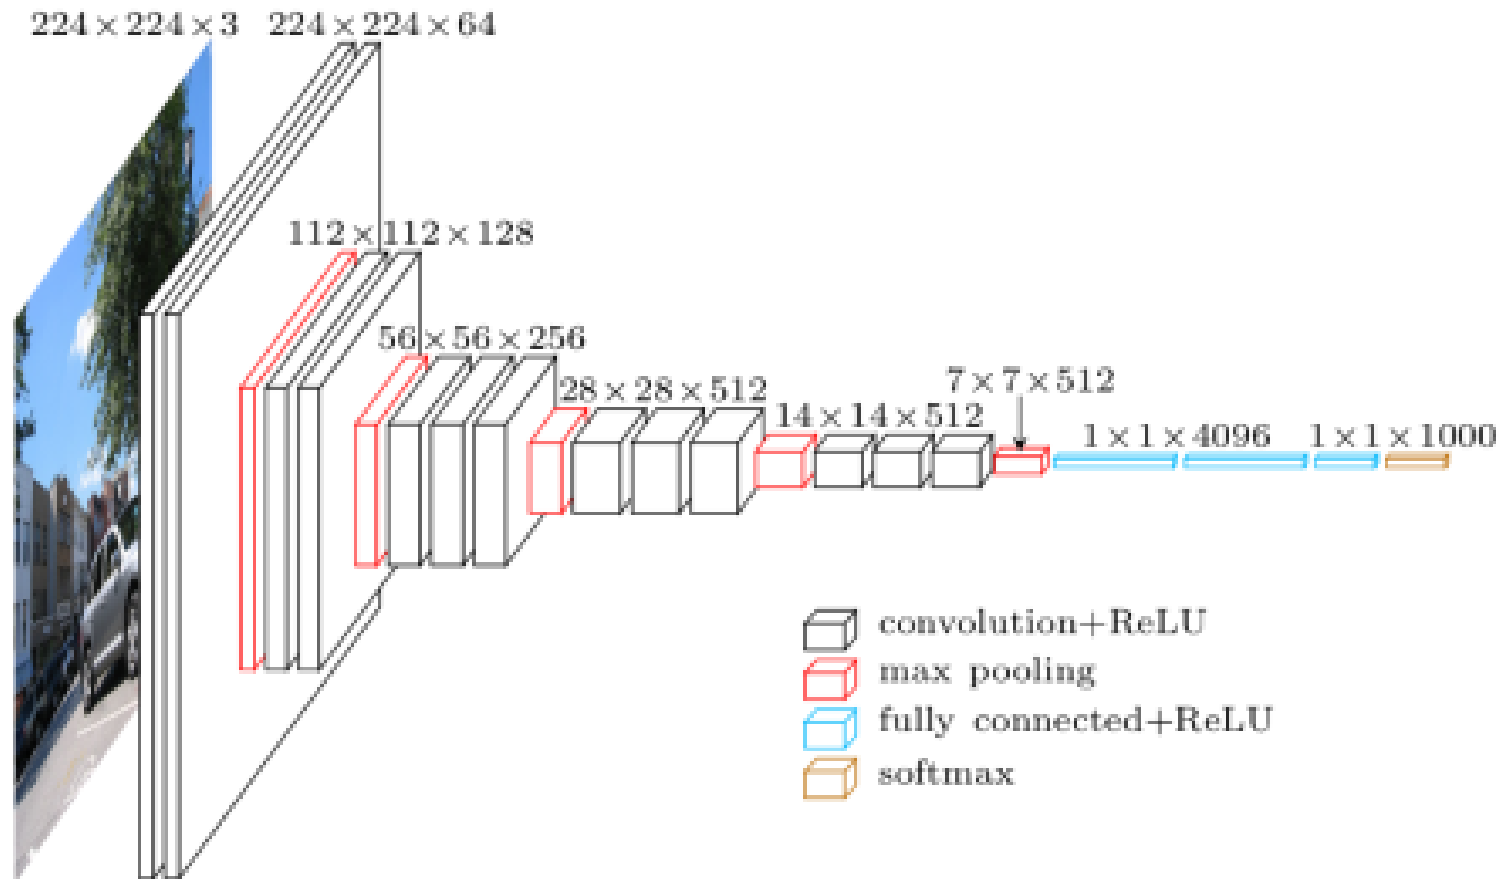 224 × 224 × 3
224 × 224 × 64
112 × 112 × 128
56 × 56 × 256
28 × 28 × 512
14 × 14 × 512
7 × 7 × 512
1 × 1 × 4096
1 × 1 × 1000
convolution+ReLU
max pooling
fully connected+ReLU
softmax